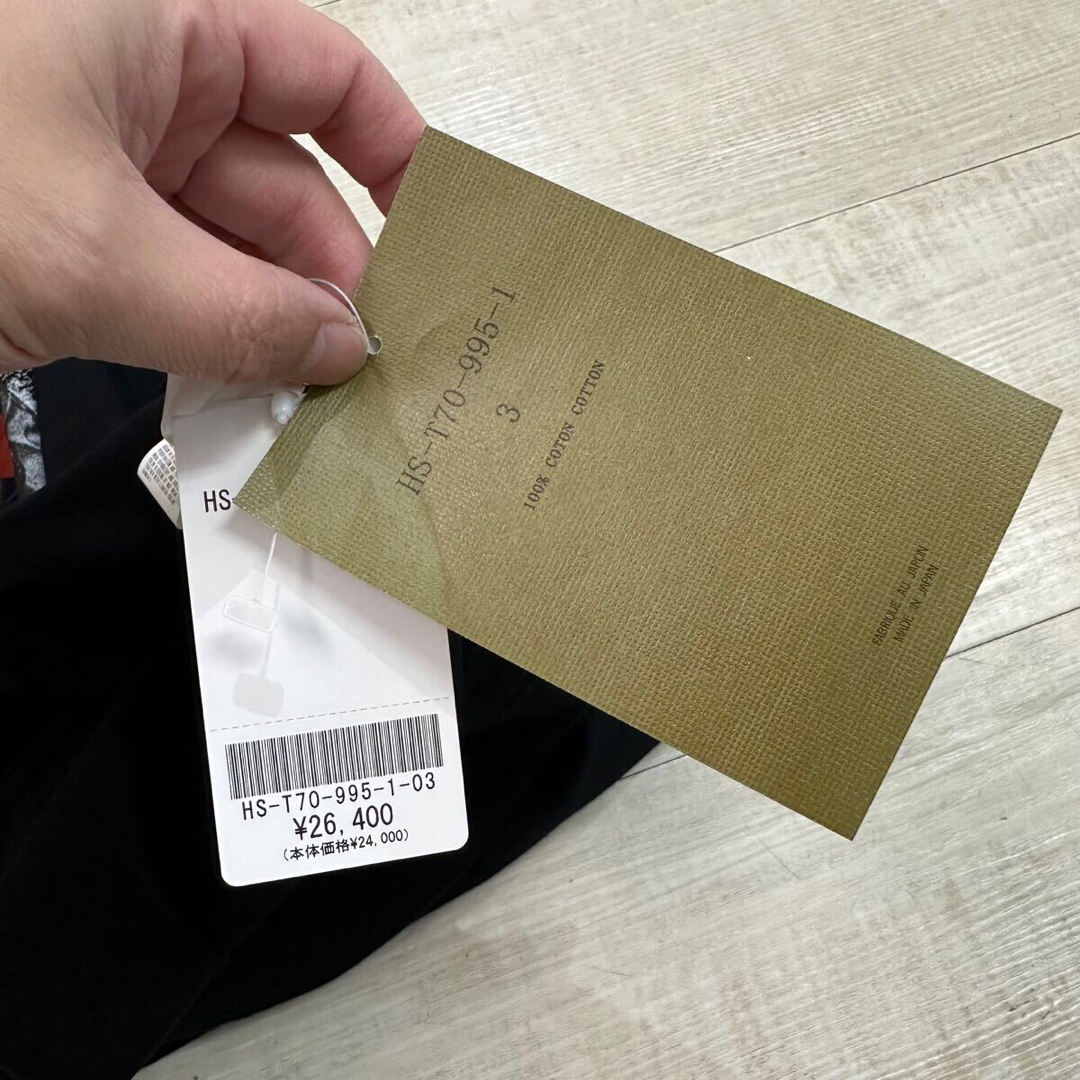 HS-T70-995-1
3
100% COTON COTTON
FABRIQUE AU JAPON
MADE IN JAPAN
HS
HS-T70-995-1-03
¥26,400
(本体価格¥24,000)